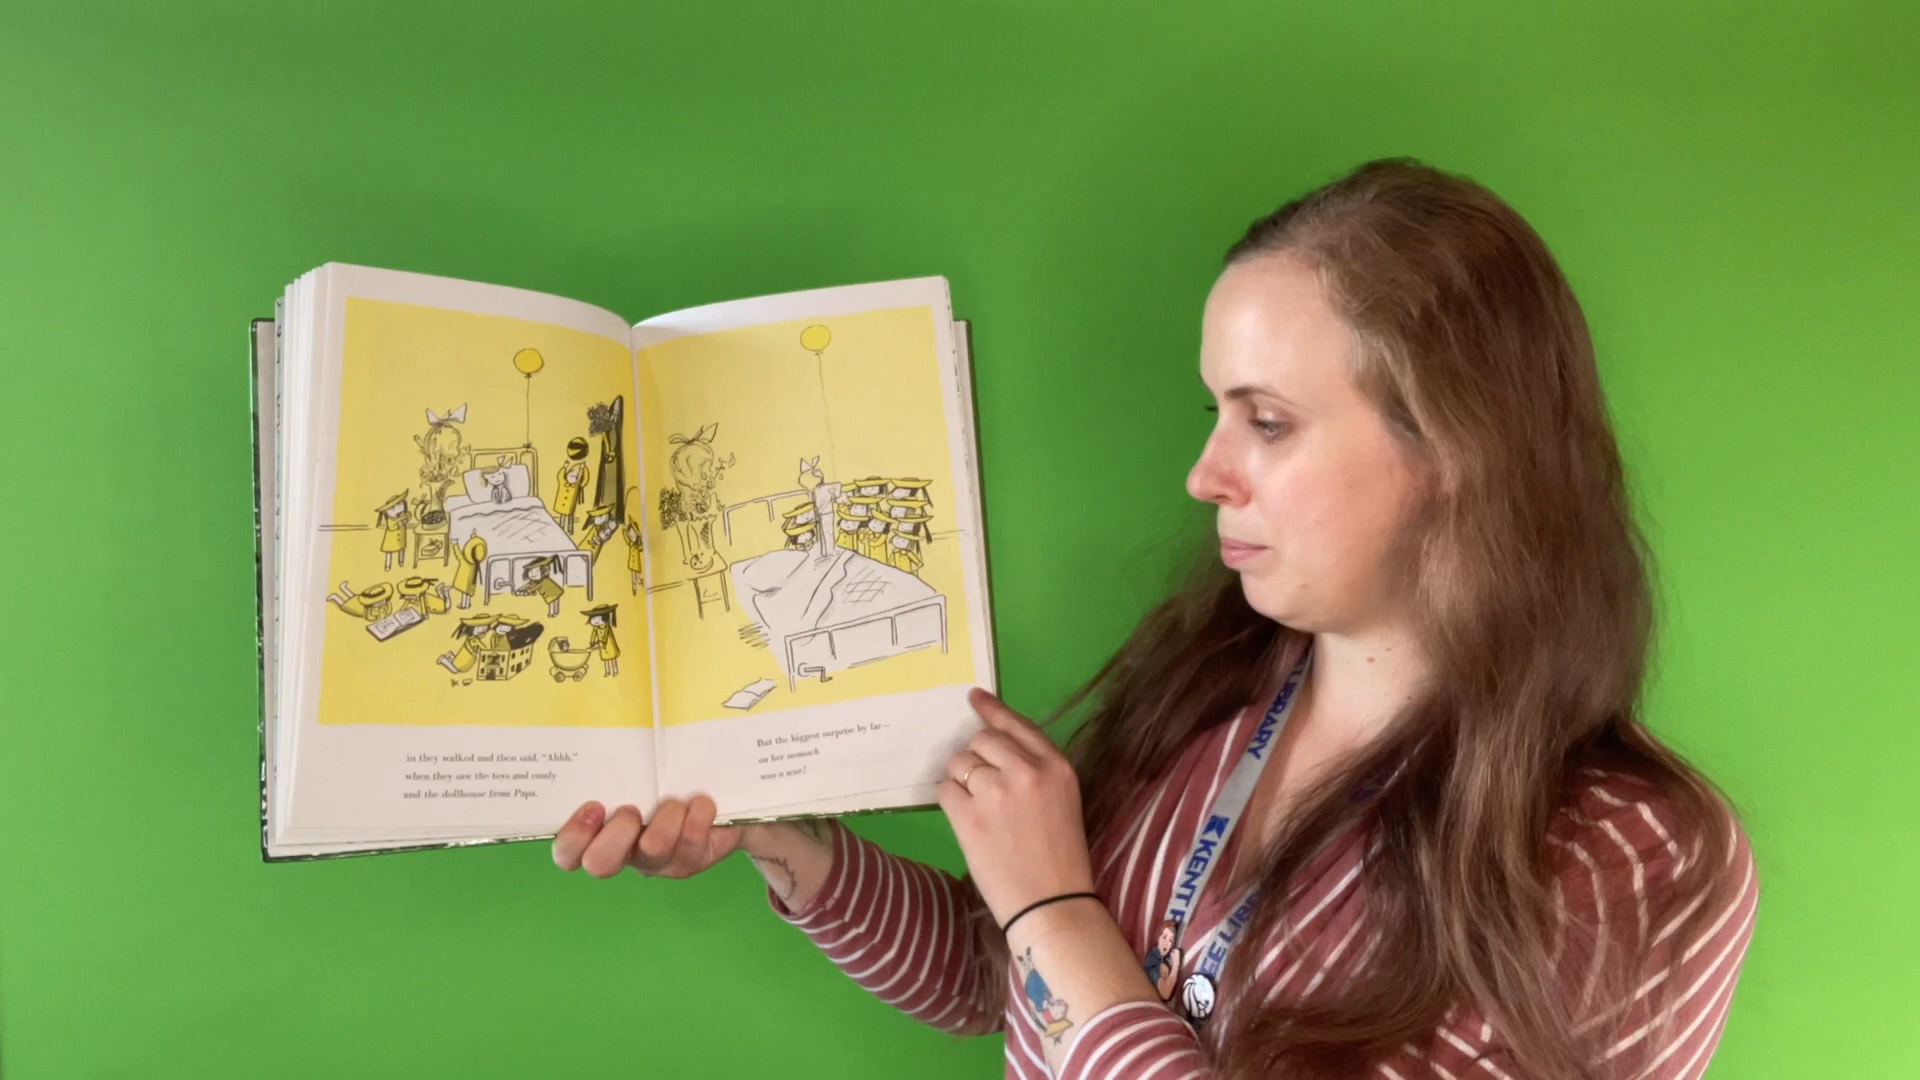 in they walked and then said, "Ahhh,"
when they saw the toys and candy
and the dollhouse from Papa.
But the biggest surprise by far—
on her stomach
was a scar!
LIBRARY
KENT